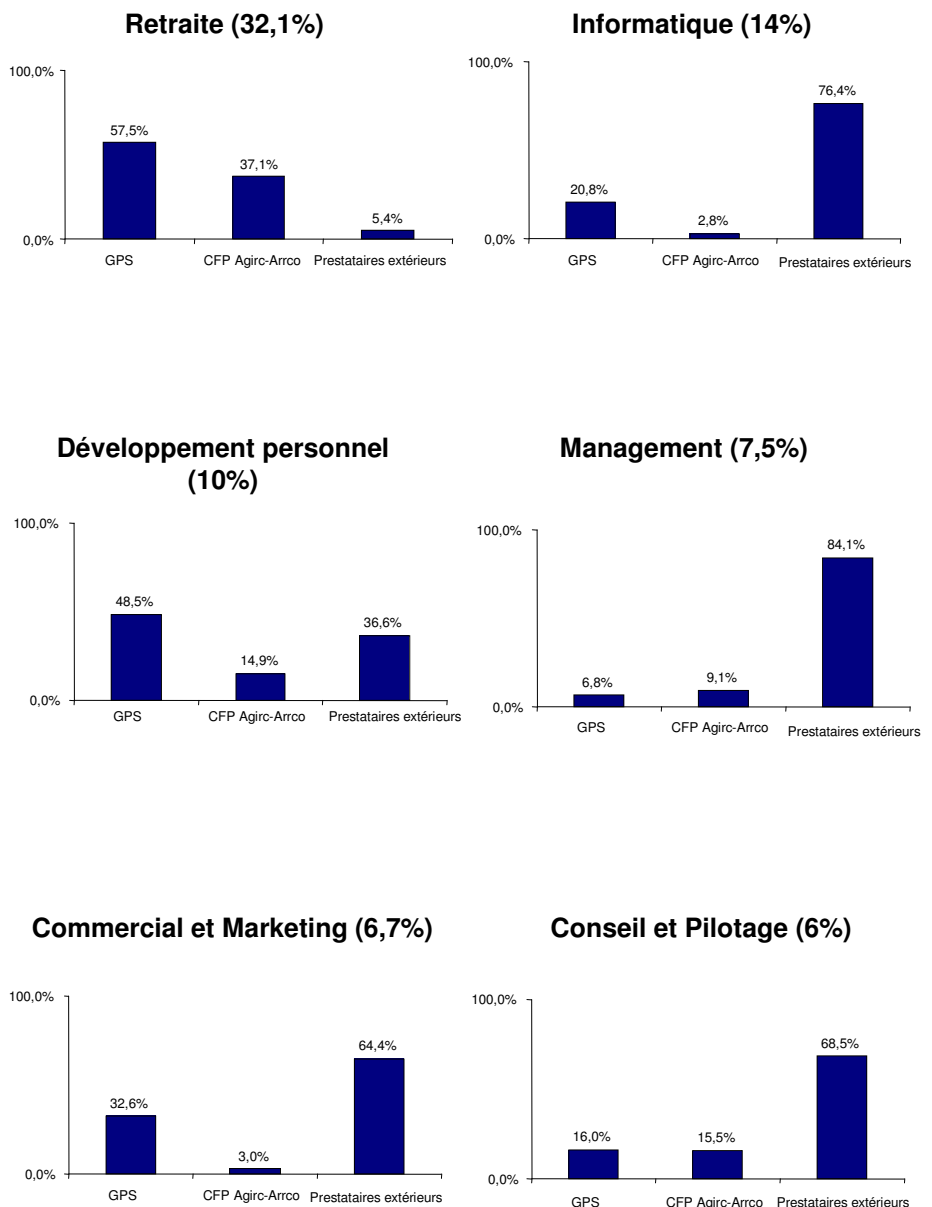 Retraite (32,1%)
100,0%
57,5%
37,1%
5,4%
0,0%
GPS CFP Agirc-Arrco Prestataires extérieurs
Informatique (14%)
100,0%
76,4%
20,8%
2,8%
0,0%
GPS CFP Agirc-Arrco Prestataires extérieurs
Développement personnel
(10%)
100,0%
48,5%
36,6%
14,9%
0,0%
GPS CFP Agirc-Arrco Prestataires extérieurs
Management (7,5%)
100,0%
84,1%
6,8%
9,1%
0,0%
GPS CFP Agirc-Arrco Prestataires extérieurs
Commercial et Marketing (6,7%)
100,0%
64,4%
32,6%
3,0%
0,0%
GPS CFP Agirc-Arrco Prestataires extérieurs
Conseil et Pilotage (6%)
100,0%
68,5%
16,0%
15,5%
0,0%
GPS CFP Agirc-Arrco Prestataires extérieurs